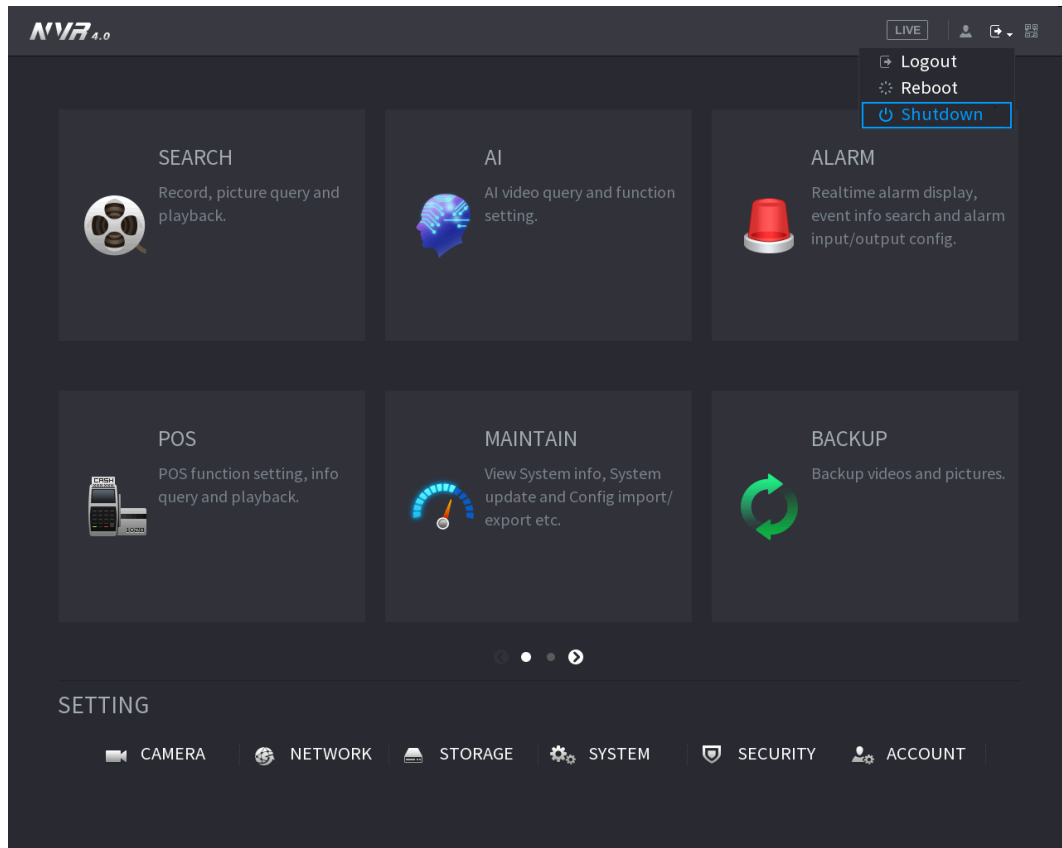 NVR 4.0
LIVE
Logout
Reboot
Shutdown
SEARCH
Record, picture query and
playback.
AI
AI video query and function
setting.
ALARM
Realtime alarm display,
event info search and alarm
input/output config.
POS
POS function setting, info
query and playback.
CASH
1028
MAINTAIN
View System info, System
update and Config import/
export etc.
BACKUP
Backup videos and pictures.
SETTING
CAMERA
NETWORK
STORAGE
SYSTEM
SECURITY
ACCOUNT